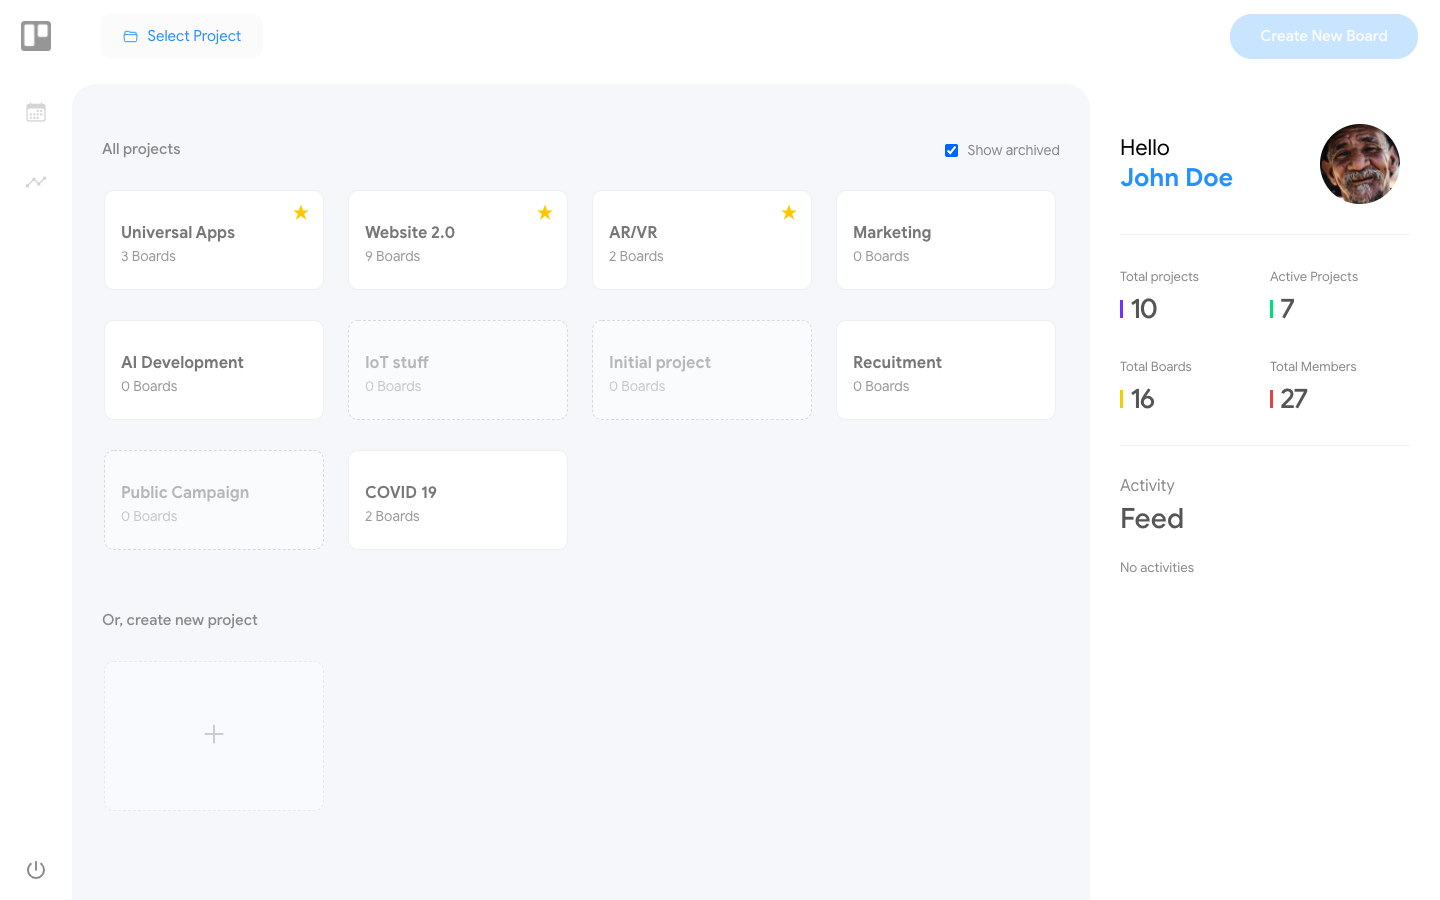 Select Project
Create New Board
All projects
Show archived
Universal Apps
3 Boards
Website 2.0
9 Boards
AR/VR
2 Boards
Marketing
0 Boards
AI Development
0 Boards
IoT stuff
0 Boards
Initial project
0 Boards
Recuitment
0 Boards
Public Campaign
0 Boards
COVID 19
2 Boards
Or, create new project
Hello
John Doe
Total projects
10
Active Projects
7
Total Boards
16
Total Members
27
Activity
Feed
No activities